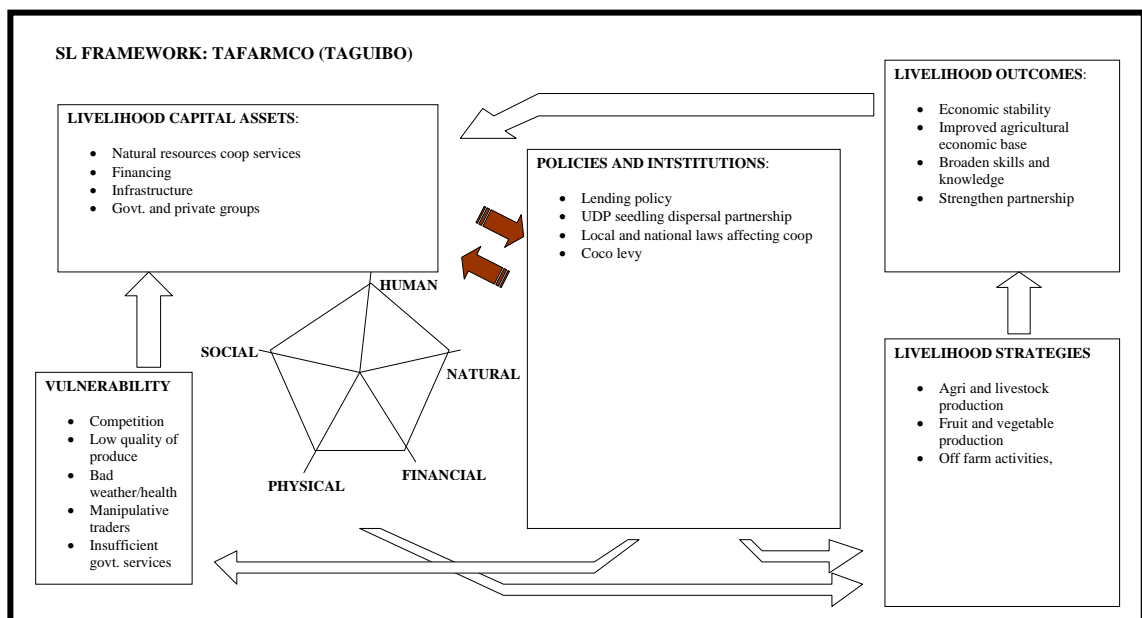 SL FRAMEWORK: TAFARMCO (TAGUIBO)
LIVELIHOOD CAPITAL ASSETS:
• Natural resources coop services
• Financing
• Infrastructure
• Govt. and private groups
POLICIES AND INTSTITUTIONS:
• Lending policy
• UDP seedling dispersal partnership
• Local and national laws affecting coop
• Coco levy
LIVELIHOOD OUTCOMES:
• Economic stability
• Improved agricultural
economic base
• Broaden skills and
knowledge
• Strengthen partnership
HUMAN
SOCIAL
NATURAL
PHYSICAL
FINANCIAL
VULNERABILITY
• Competition
• Low quality of
produce
• Bad
weather/health
• Manipulative
traders
• Insufficient
govt. services
LIVELIHOOD STRATEGIES
• Agri and livestock
production
• Fruit and vegetable
production
• Off farm activities,